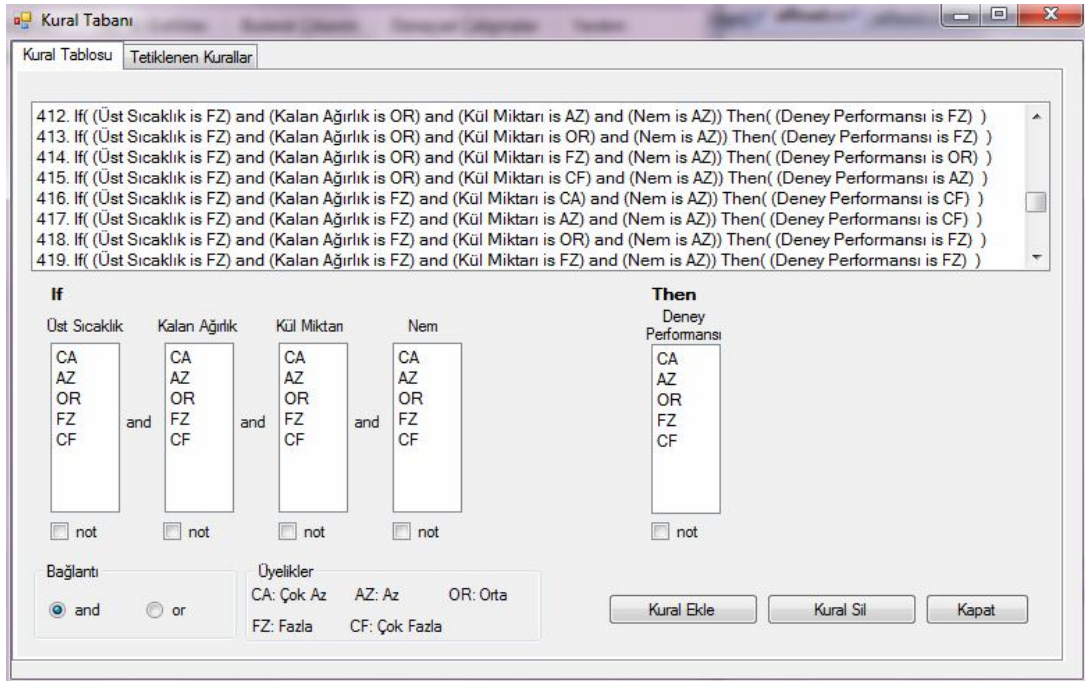 Kural Tabanı
Kural Tablosu Tetiklenen Kurallar
412. If( (Üst Sıcaklık is FZ) and (Kalan Ağırlık is OR) and (Kül Miktarı is AZ) and (Nem is AZ)) Then( (Deney Performansı is FZ) )
413. If( (Üst Sıcaklık is FZ) and (Kalan Ağırlık is OR) and (Kül Miktarı is OR) and (Nem is AZ)) Then( (Deney Performansı is FZ) )
414. If( (Üst Sıcaklık is FZ) and (Kalan Ağırlık is OR) and (Kül Miktarı is FZ) and (Nem is AZ)) Then( (Deney Performansı is OR) )
415. If( (Üst Sıcaklık is FZ) and (Kalan Ağırlık is OR) and (Kül Miktarı is CF) and (Nem is AZ)) Then( (Deney Performansı is AZ) )
416. If( (Üst Sıcaklık is FZ) and (Kalan Ağırlık is FZ) and (Kül Miktarı is CA) and (Nem is AZ)) Then( (Deney Performansı is CF) )
417. If( (Üst Sıcaklık is FZ) and (Kalan Ağırlık is FZ) and (Kül Miktarı is AZ) and (Nem is AZ)) Then( (Deney Performansı is CF) )
418. If( (Üst Sıcaklık is FZ) and (Kalan Ağırlık is FZ) and (Kül Miktarı is OR) and (Nem is AZ)) Then( (Deney Performansı is FZ) )
419. If( (Üst Sıcaklık is FZ) and (Kalan Ağırlık is FZ) and (Kül Miktarı is FZ) and (Nem is AZ)) Then( (Deney Performansı is FZ) )
If Then
Üst Sıcaklık Kalan Ağırlık Kül Miktarı Nem Deney
Performansı
CA CA CA CA CA
AZ AZ AZ AZ AZ
OR OR OR OR OR
FZ and FZ and FZ and FZ FZ
CF CF CF CF CF
not not not not not
Bağlantı Üyelikler
CA: Çok Az AZ: Az OR: Orta
and or Kural Ekle Kural Sil Kapat
FZ: Fazla CF: Çok Fazla